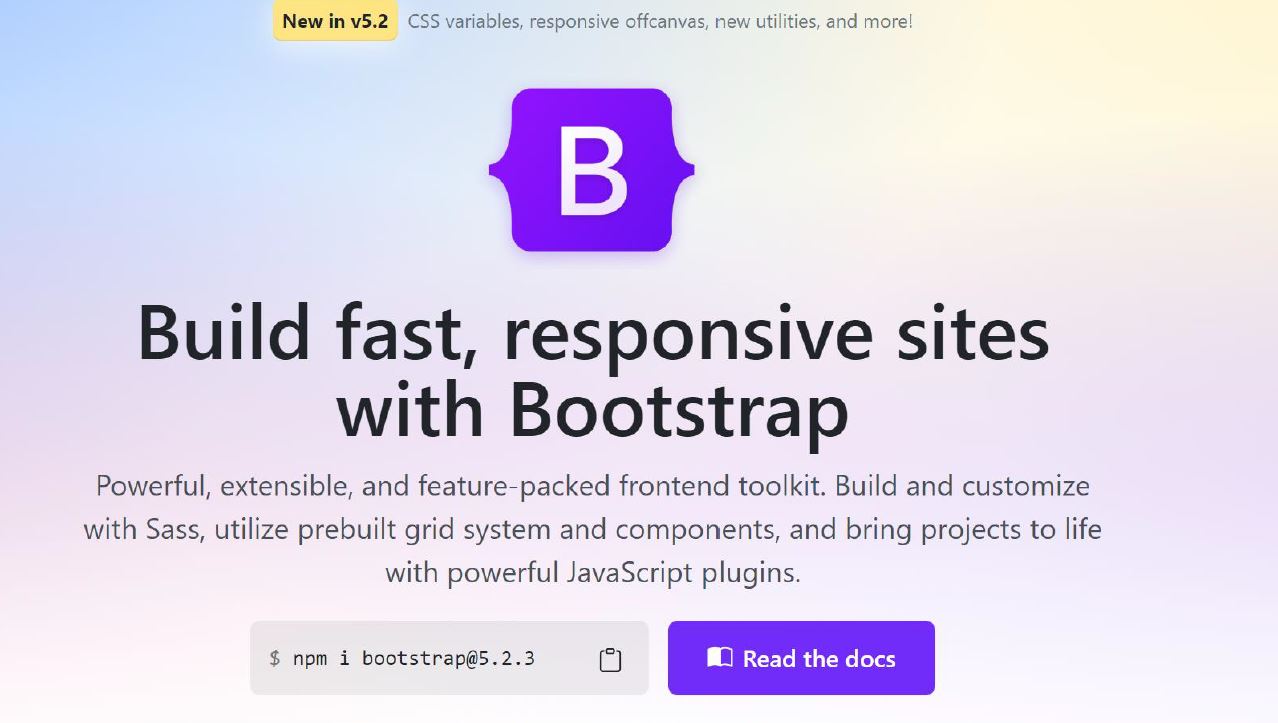 New in v5.2 CSS variables, responsive offcanvas, new utilities, and more!
B
Build fast, responsive sites
with Bootstrap
Powerful, extensible, and feature-packed frontend toolkit. Build and customize
with Sass, utilize prebuilt grid system and components, and bring projects to life
with powerful JavaScript plugins.
$ npm i bootstrap@5.2.3 Read the docs